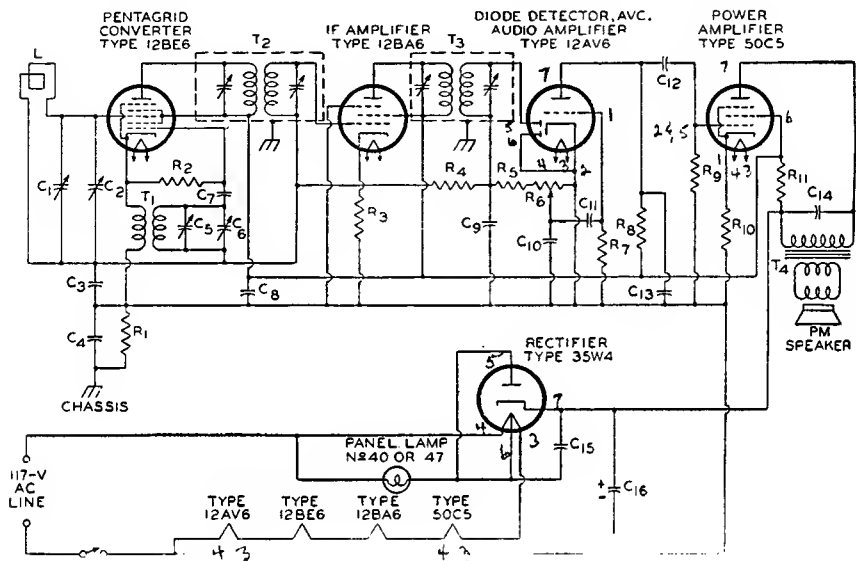 PENTAGRID
CONVERTER
TYPE 12BE6
IF AMPLIFIER
TYPE 12BA6
DIODE DETECTOR, AVC.
AUDIO AMPLIFIER
TYPE 12AV6
POWER
AMPLIFIER
TYPE 50C5
L
T2
T3
7
C12
7
1
5
6
2,5
6
R2
C1
C2
C7
T1
C5
C6
R4
R5
4 3 2
R6
C11
R3
C9
C10
R7
R8
R9
1 4 3
R11
C14
R10
T4
C3
C8
C13
C4
R1
CHASSIS
PM
SPEAKER
RECTIFIER
TYPE 35W4
5
7
4
6
3
C15
PANEL LAMP
No 40 OR 47
117-V
AC
LINE
+
-
C16
TYPE
12AV6
TYPE
12BE6
TYPE
12BA6
TYPE
50C5
4 3
4 3